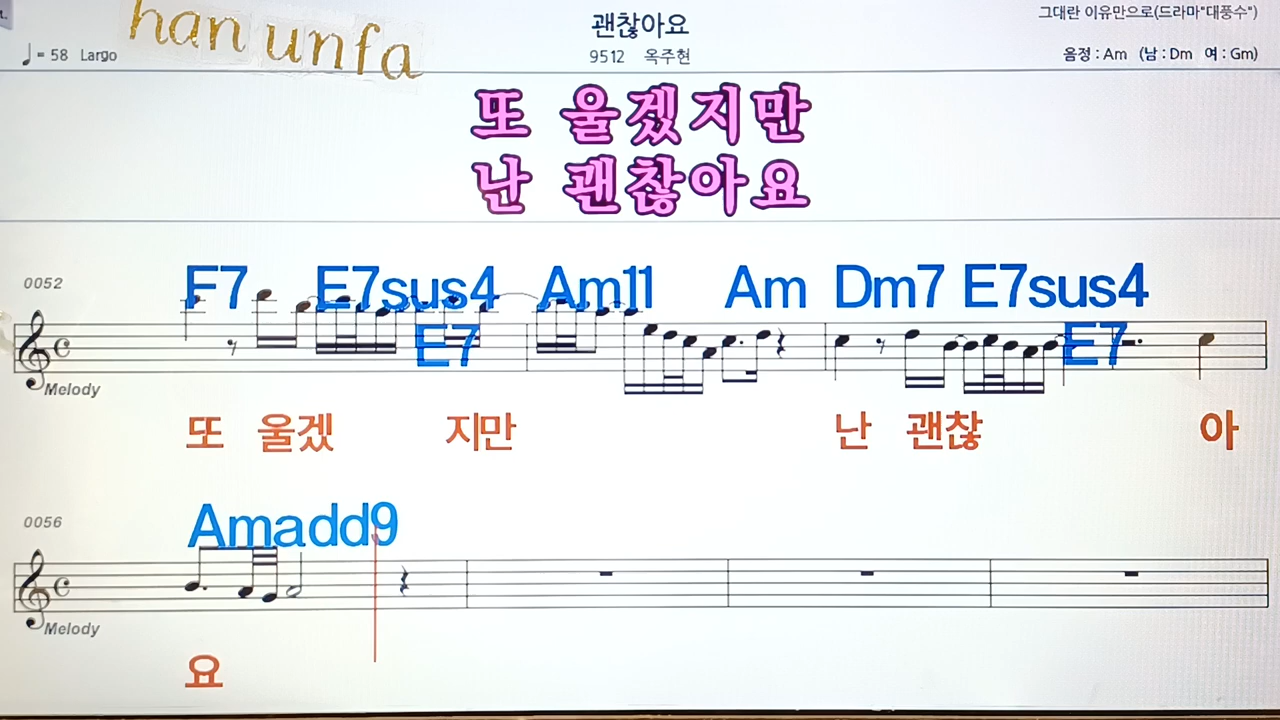 han unfa
괜찮아요
그대란 이유만으로(드라마"대풍수")
♩ = 58 Largo
9512 옥주현
음정 : Am (남 : Dm 여 : Gm)
또 울겠지만
난 괜찮아요
0052
F7 E7sus4 Am11 Am Dm7 E7sus4
E7 E7
Melody
또 울겠 지만 난 괜찮 아
0056
Amadd9
Melody
요